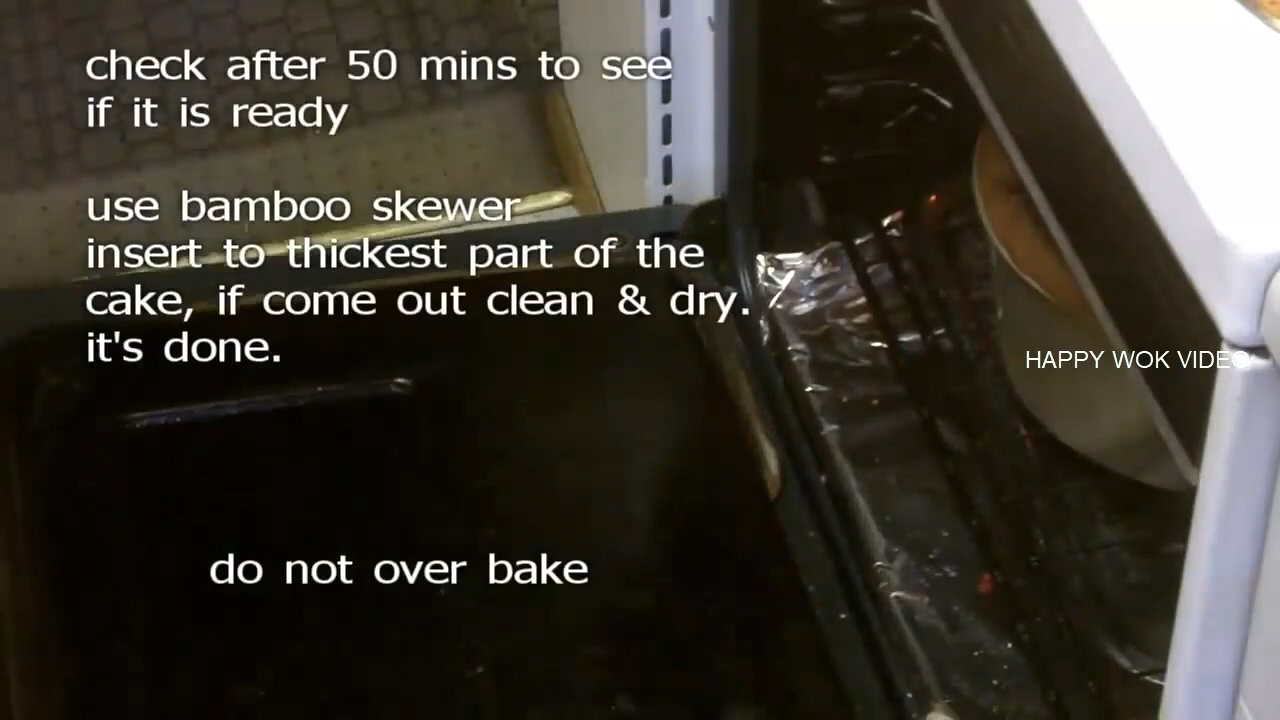 check after 50 mins to see
if it is ready
use bamboo skewer
insert to thickest part of the
cake, if come out clean & dry.
it's done.
HAPPY WOK VIDEO
do not over bake